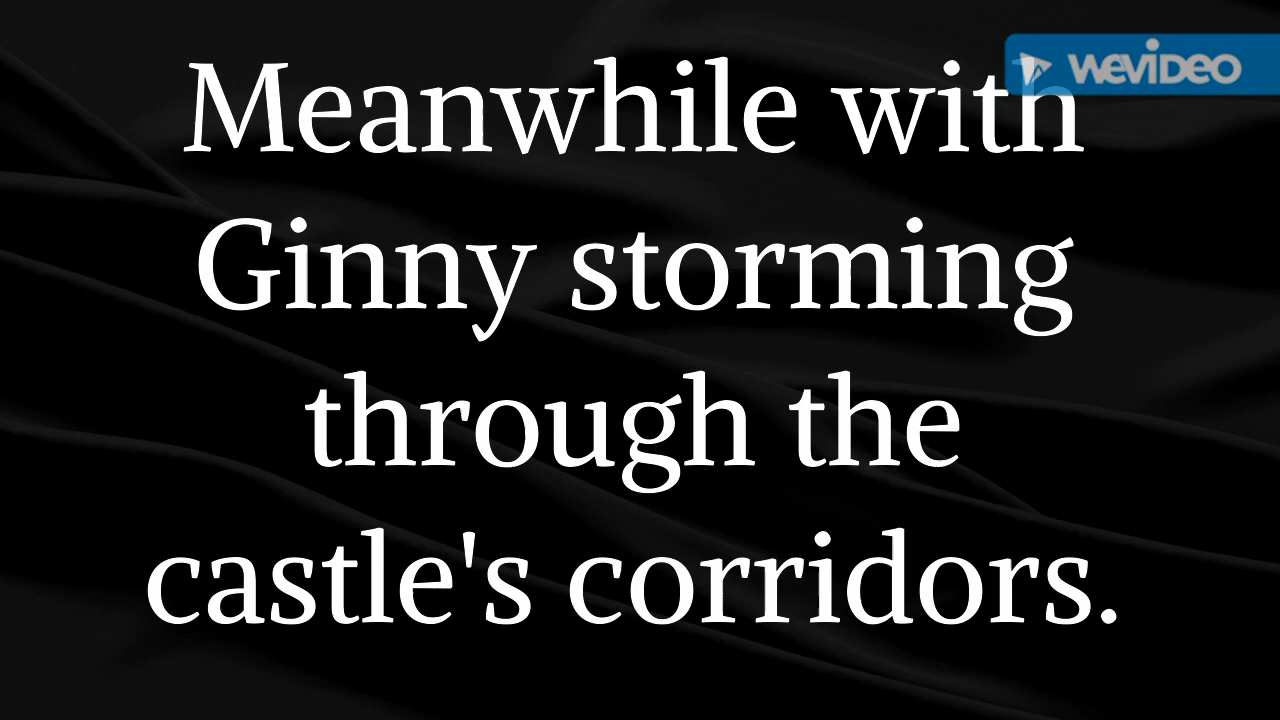 WEVIDEO
Meanwhile with
Ginny storming
through the
castle's corridors.